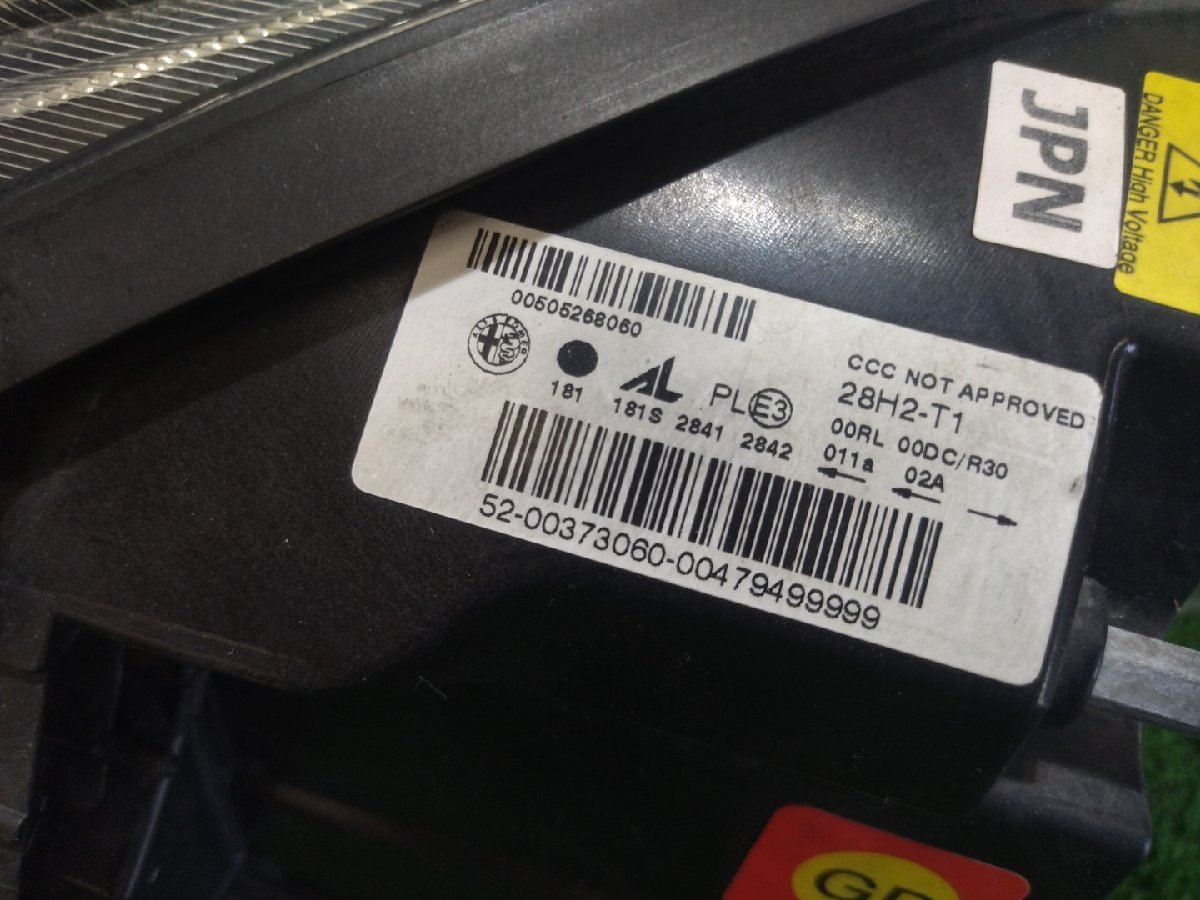 JPN
DANGER High Voltage
00505268060
CCC NOT APPROVED
181 181S 2841 2842
AL PL E3 28H2-T1
00RL 00DC/R30
011a 02A
52-00373060-00479499999